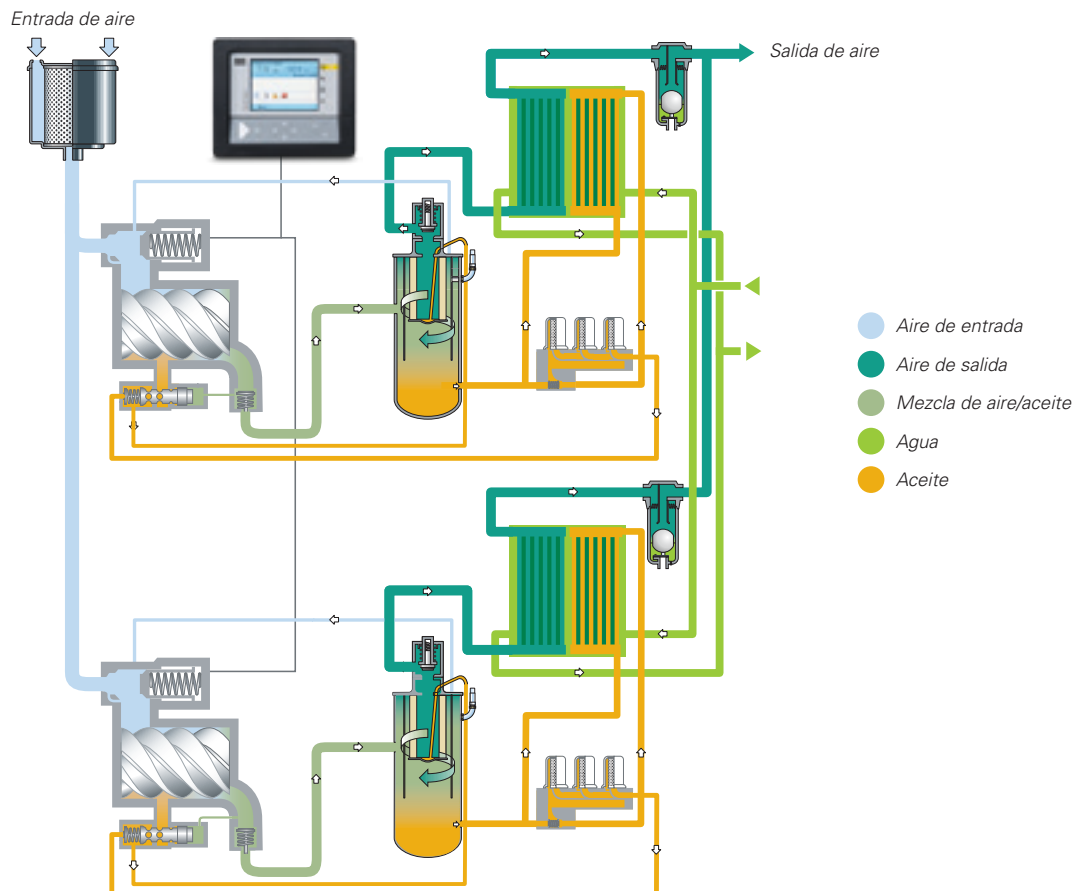 Entrada de aire
Salida de aire
Aire de entrada
Aire de salida
Mezcla de aire/aceite
Agua
Aceite